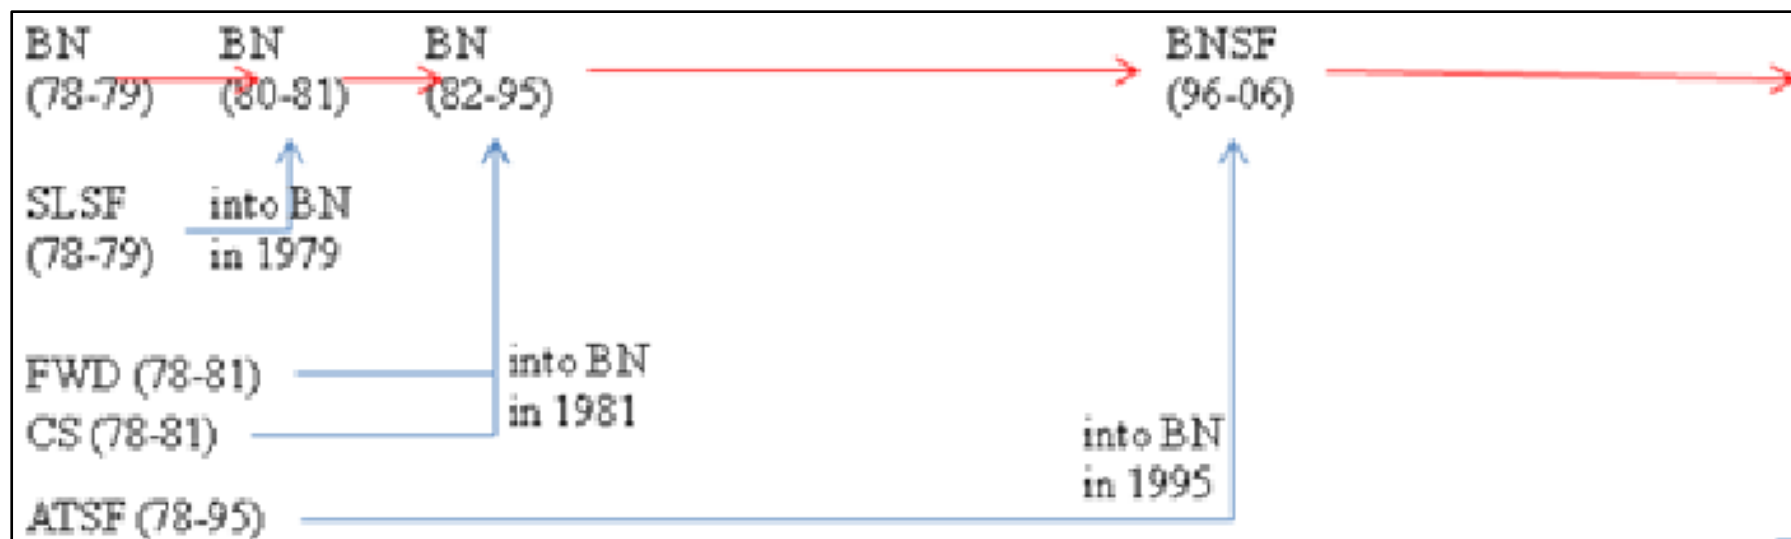 BN BN BN BNSF
(78-79) (80-81) (82-95) (96-06)
SLSF into BN
(78-79) in 1979
FWD (78-81) into BN
in 1981
CS (78-81)
into BN
in 1995
ATSF (78-95)